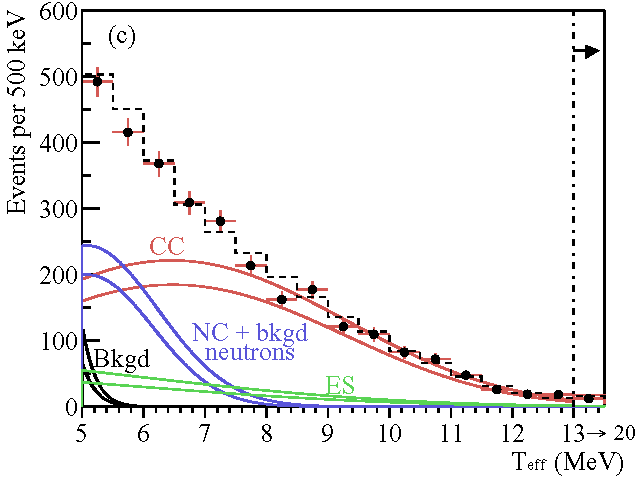 (c)
Events per 500 keV
600
500
400
300
200
100
0
CC
NC + bkgd
neutrons
Bkgd
ES
5 6 7 8 9 10 11 12 13→ 20
Teff (MeV)